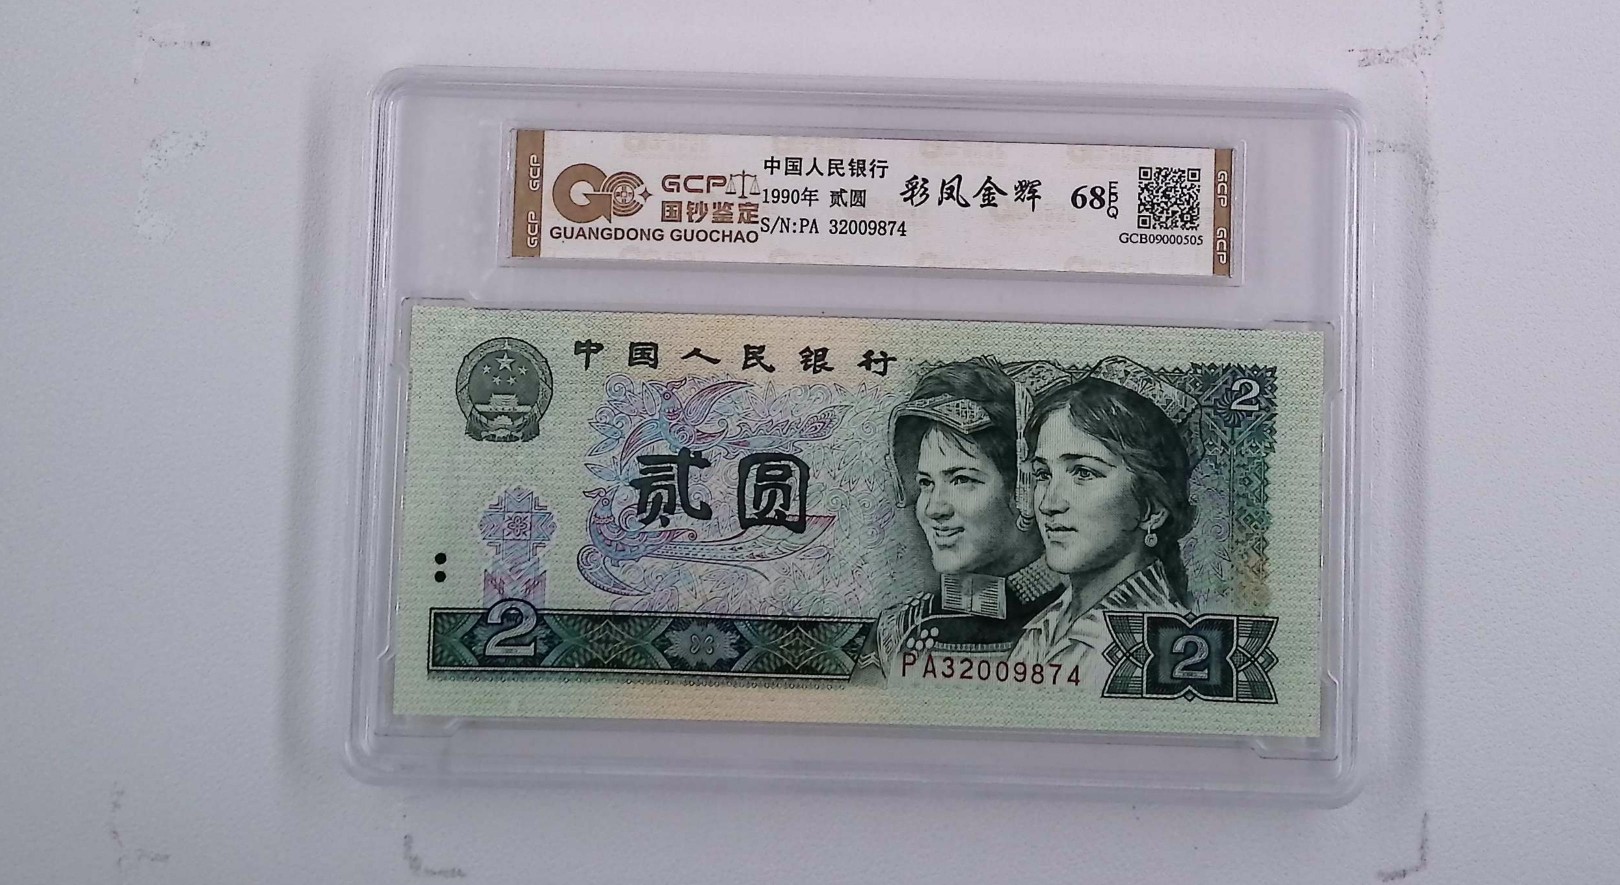 GCP
GCP
GCP
国钞鉴定
GUANGDONG GUOCHAO
中国人民银行
1990年 贰圆
S/N:PA 32009874
彩凤金辉
68 EPQ
GCB09000505
GCP
GCP
中国人民银行
2
贰圆
2
PA32009874
2